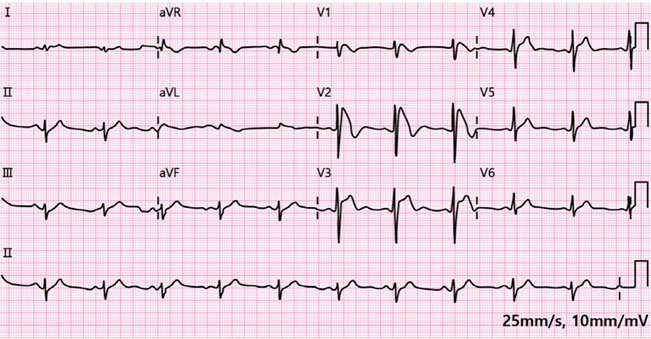 I aVR V1 V4
II aVL V2 V5
III aVF V3 V6
II
25mm/s, 10mm/mV